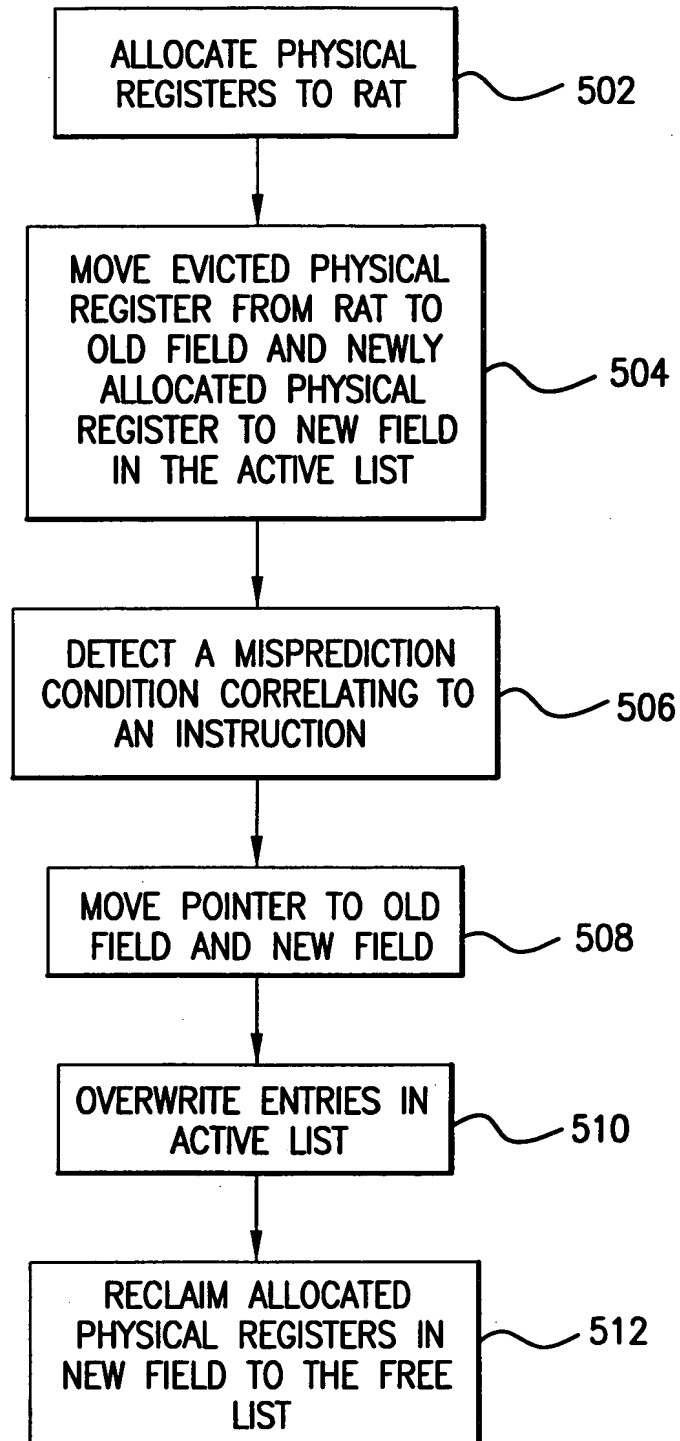 ALLOCATE PHYSICAL
REGISTERS TO RAT
502
MOVE EVICTED PHYSICAL
REGISTER FROM RAT TO
OLD FIELD AND NEWLY
ALLOCATED PHYSICAL
REGISTER TO NEW FIELD
IN THE ACTIVE LIST
504
DETECT A MISPREDICTION
CONDITION CORRELATING TO
AN INSTRUCTION
506
MOVE POINTER TO OLD
FIELD AND NEW FIELD
508
OVERWRITE ENTRIES IN
ACTIVE LIST
510
RECLAIM ALLOCATED
PHYSICAL REGISTERS IN
NEW FIELD TO THE FREE
LIST
512